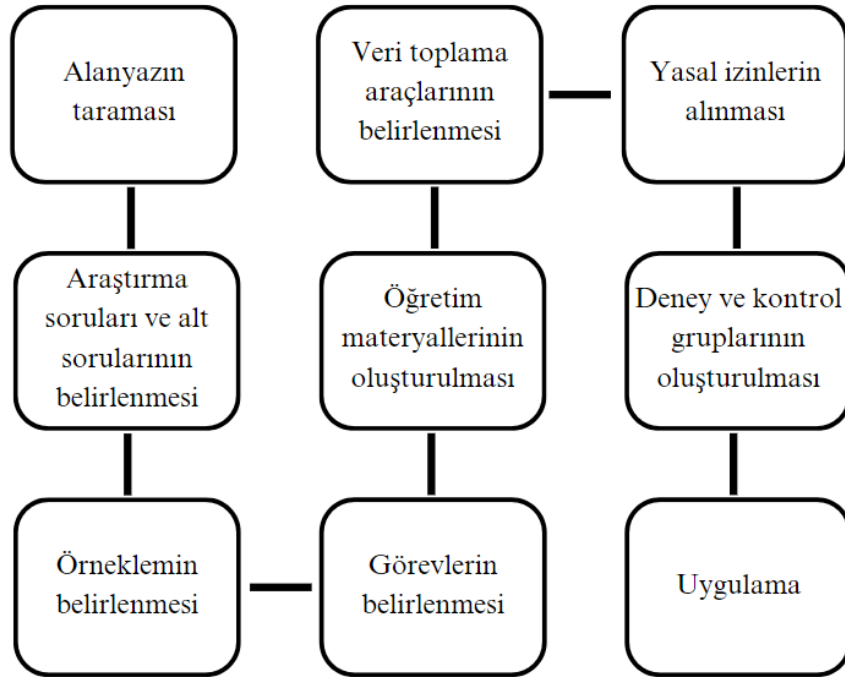 Alanyazın
taraması
Araştırma
soruları ve alt
sorularının
belirlenmesi
Örneklemin
belirlenmesi
Görevlerin
belirlenmesi
Öğretim
materyallerinin
oluşturulması
Veri toplama
araçlarının
belirlenmesi
Yasal izinlerin
alınması
Deney ve kontrol
gruplarının
oluşturulması
Uygulama